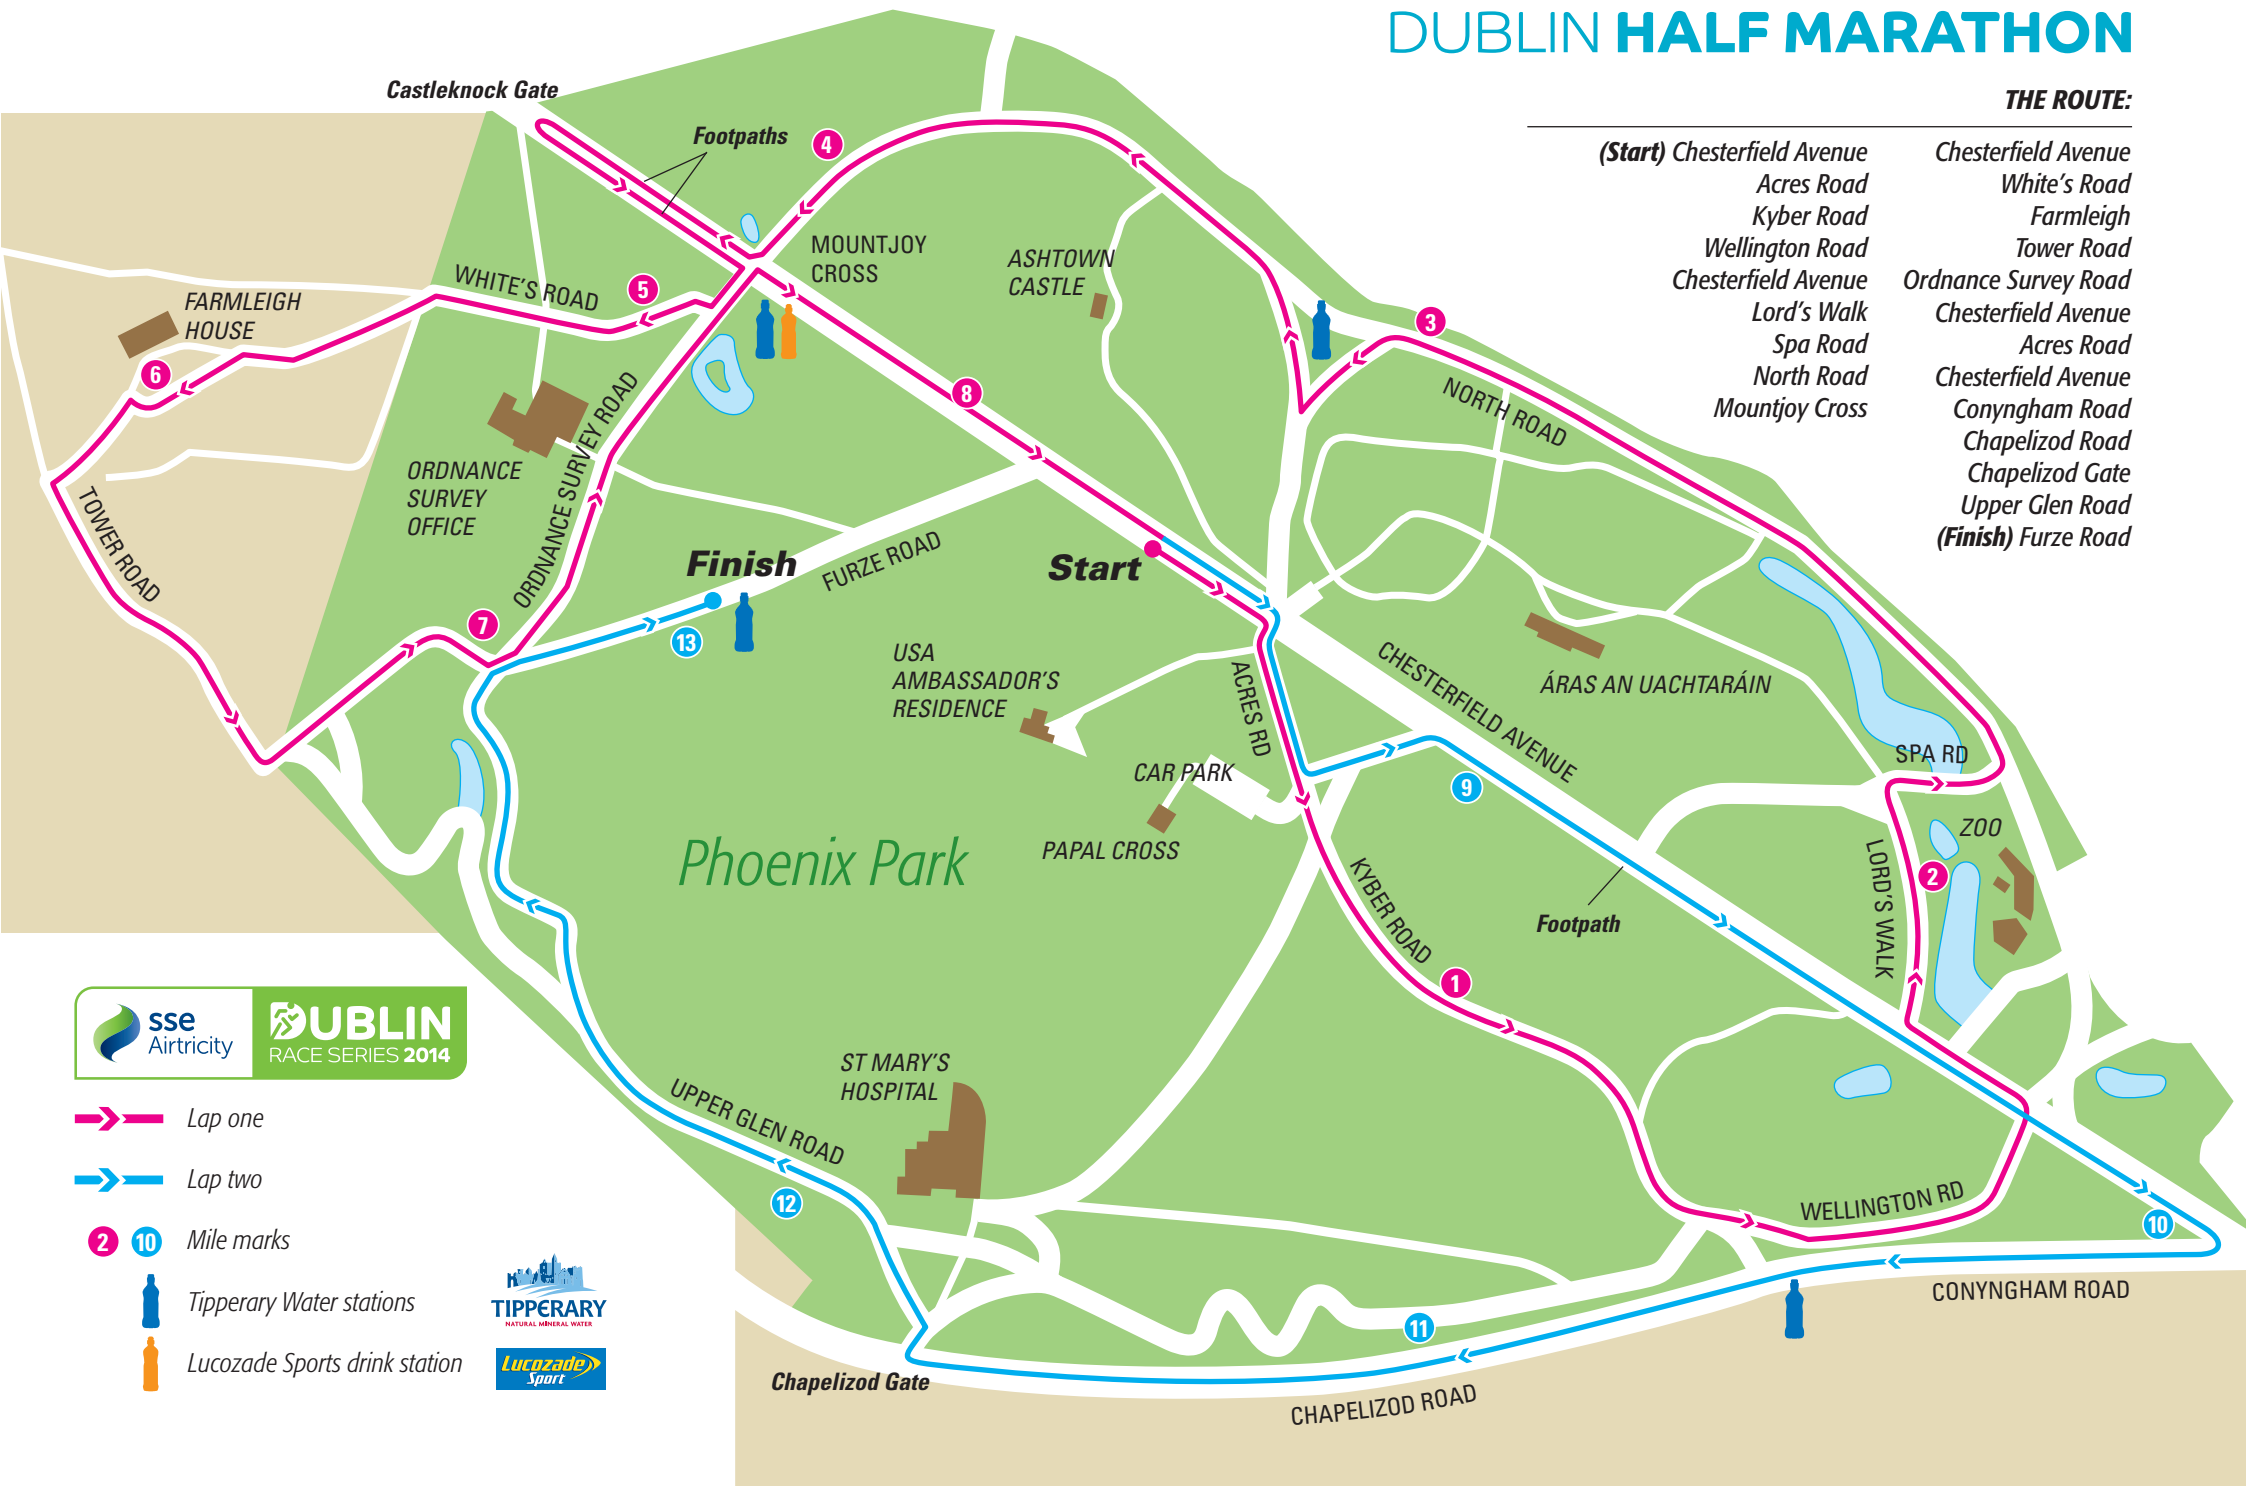 DUBLIN HALF MARATHON
THE ROUTE:
(Start) Chesterfield Avenue
Acres Road
Kyber Road
Wellington Road
Chesterfield Avenue
Lord's Walk
Spa Road
North Road
Mountjoy Cross
Chesterfield Avenue
White's Road
Farmleigh
Tower Road
Ordnance Survey Road
Chesterfield Avenue
Acres Road
Chesterfield Avenue
Conyngham Road
Chapelizod Road
Chapelizod Gate
Upper Glen Road
(Finish) Furze Road
Castleknock Gate
Footpaths
4
MOUNTJOY
CROSS
ASHTOWN
CASTLE
WHITE'S ROAD
5
FARMLEIGH
HOUSE
6
3
NORTH ROAD
8
ORDNANCE
SURVEY
OFFICE
ORDNANCE SURVEY ROAD
TOWER ROAD
Finish
FURZE ROAD
Start
7
13
USA
AMBASSADOR'S
RESIDENCE
ACRES RD
CHESTERFIELD AVENUE
ÁRAS AN UACHTARÁIN
SPA RD
CAR PARK
9
PAPAL CROSS
Phoenix Park
KYBER ROAD
ZOO
LORD'S WALK
2
Footpath
1
ST MARY'S
HOSPITAL
UPPER GLEN ROAD
12
WELLINGTON RD
10
CONYNGHAM ROAD
11
Chapelizod Gate
CHAPELIZOD ROAD
sse
Airtricity
DUBLIN
RACE SERIES 2014
Lap one
Lap two
2 10 Mile marks
Tipperary Water stations
TIPPERARY
NATURAL MINERAL WATER
Lucozade Sports drink station
Lucozade
Sport